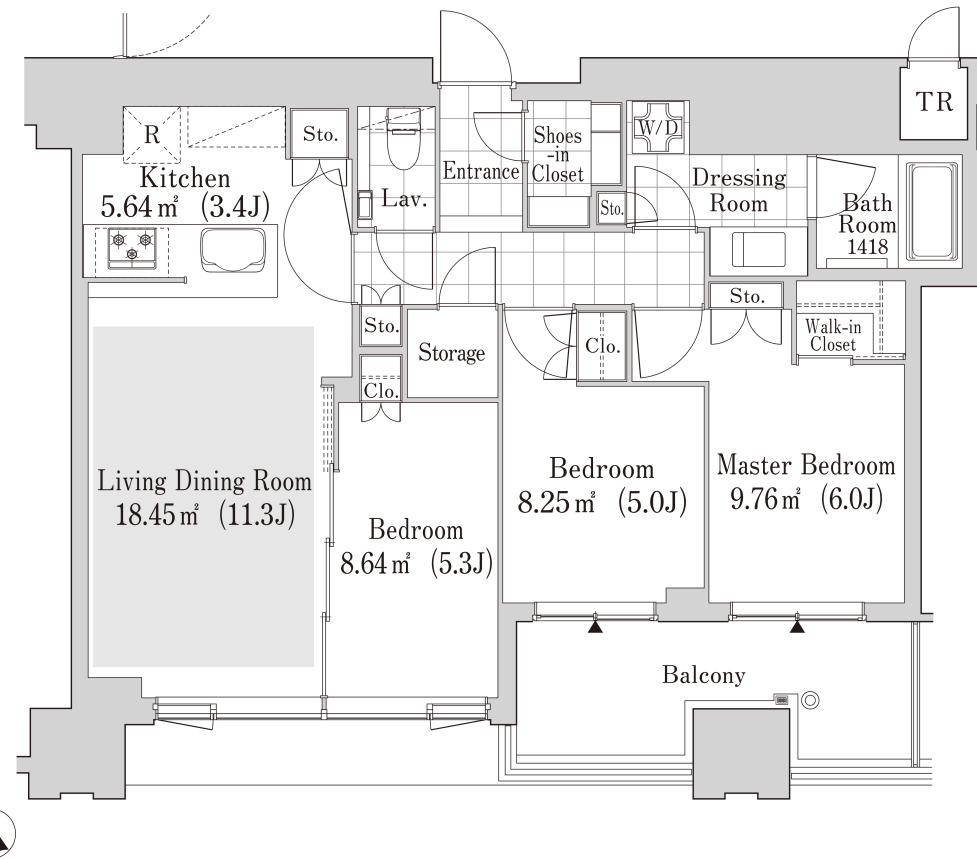 TR
R
Sto.
Lav.
Entrance
Shoes
-in
Closet
W/D
Kitchen
5.64㎡ (3.4J)
Sto.
Dressing
Room
Bath
Room
1418
Sto.
Clo.
Storage
Clo.
Sto.
Walk-in
Closet
Living Dining Room
18.45㎡ (11.3J)
Bedroom
8.64㎡ (5.3J)
Bedroom
8.25㎡ (5.0J)
Master Bedroom
9.76㎡ (6.0J)
Balcony